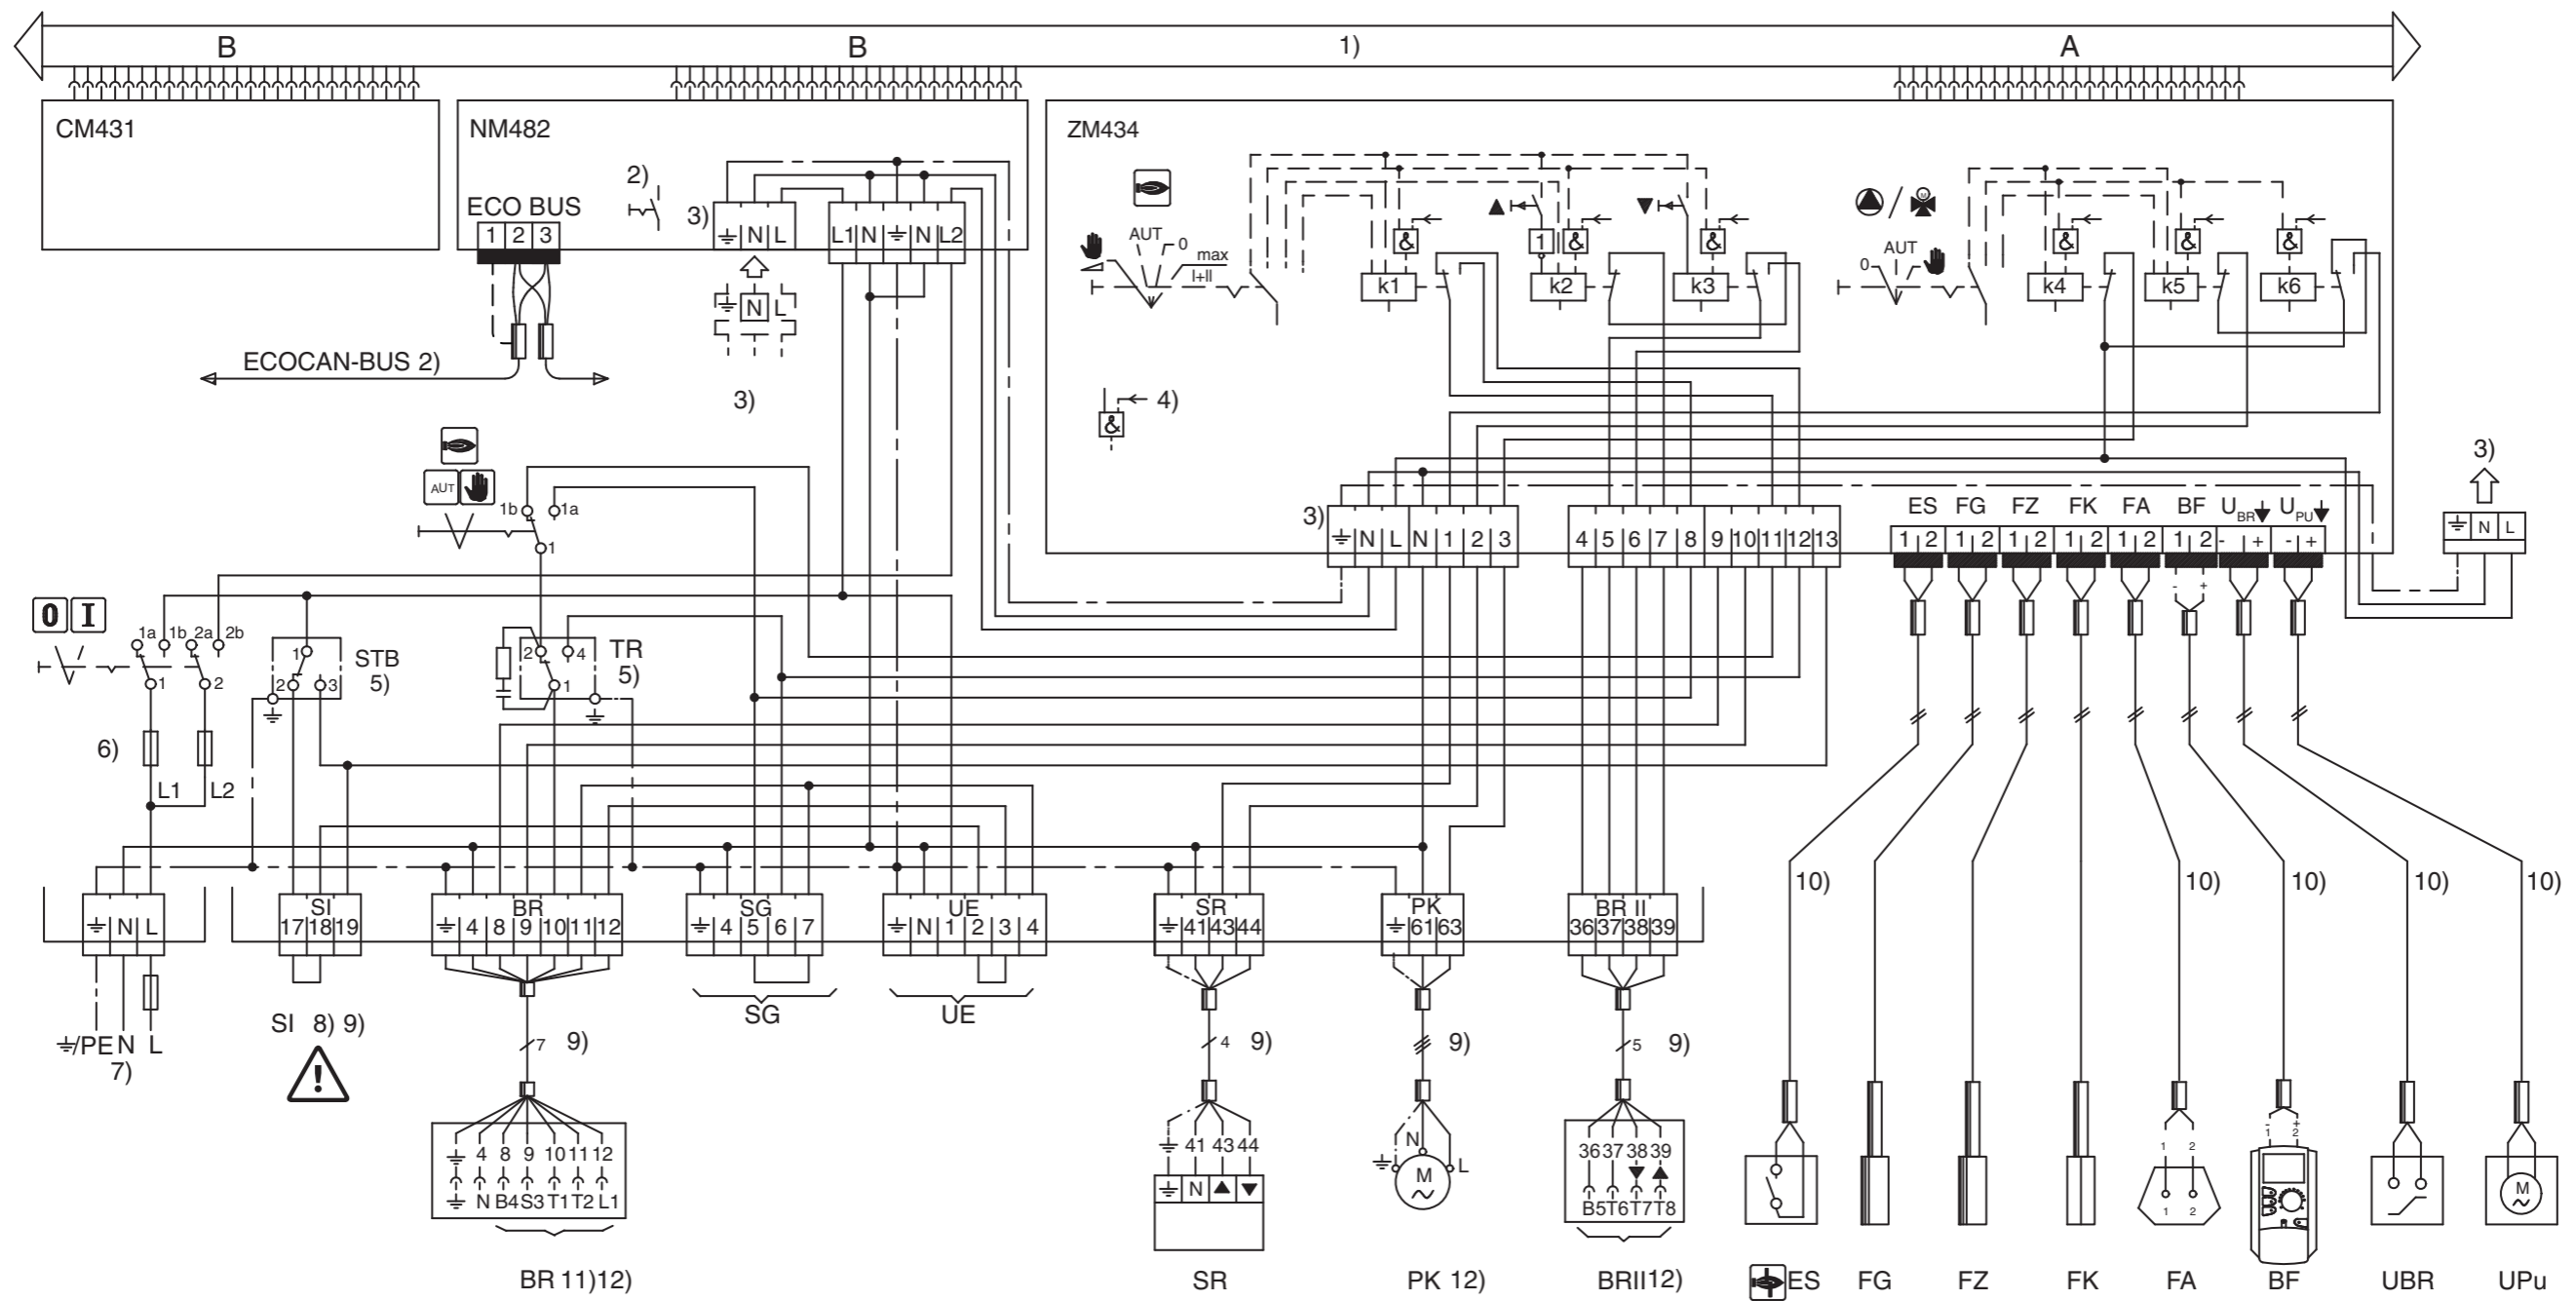 B B 1) A
CM431
NM482
ZM434
2)
ECO BUS
1 2 3
3)
N L
L1 N N L2
N L
3)
ECOCAN-BUS 2)
AUT
0
max
I+II
& & & 1
k1 k2 k3
M
AUT
0
& & &
k4 k5 k6
& 4)
AUT
1b 1a
1
3)
N L N 1 2 3
4 5 6 7 8 9 10 11 12 13
ES FG FZ FK FA BF UBR UPU
1 2 1 2 1 2 1 2 1 2 1 2 - + - +
- +
3)
N L
0 I
1a 1b 2a 2b
1 2
1
2 3
STB
5)
2 4
1
TR
5)
6)
L1 L2
N L
SI
17 18 19
BR
4 8 9 10 11 12
SG
4 5 6 7
UE
N 1 2 3 4
SR
41 43 44
PK
61 63
BR II
36 37 38 39
10) 10) 10) 10) 10)
/PE N L
7)
SI 8) 9)
!
7 9)
SG
UE
4 9)
9)
5 9)
4 8 9 10 11 12
N B4 S3 T1 T2 L1
41 43 44
N
N
L
M
36 37 38 39
B5 T6 T7 T8
1 2
1 2
- +
1 2
M
BR 11)12)
SR
PK 12)
BRII12)
ES FG FZ FK FA BF UBR UPu